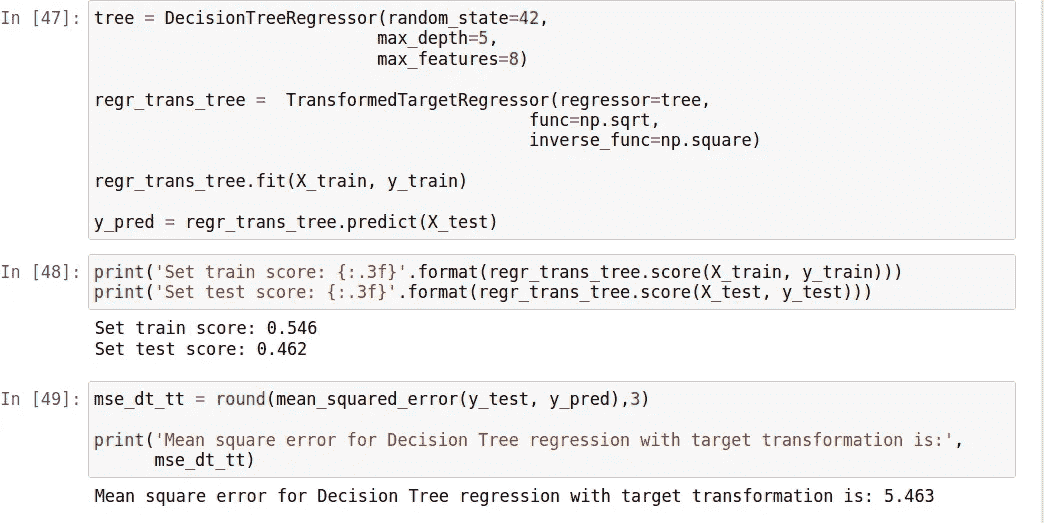 In [47]: tree = DecisionTreeRegressor(random_state=42,
max_depth=5,
max_features=8)
regr_trans_tree =  TransformedTargetRegressor(regressor=tree,
func=np.sqrt,
inverse_func=np.square)
regr_trans_tree.fit(X_train, y_train)
y_pred = regr_trans_tree.predict(X_test)
In [48]: print('Set train score: {:.3f}'.format(regr_trans_tree.score(X_train, y_train)))
print('Set test score: {:.3f}'.format(regr_trans_tree.score(X_test, y_test)))
Set train score: 0.546
Set test score: 0.462
In [49]: mse_dt_tt = round(mean_squared_error(y_test, y_pred),3)
print('Mean square error for Decision Tree regression with target transformation is:',
mse_dt_tt)
Mean square error for Decision Tree regression with target transformation is: 5.463